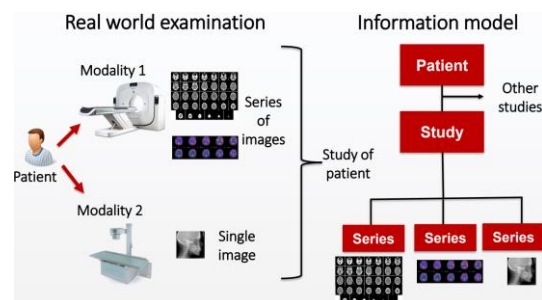 Real world examination
Information model
Modality 1
Series
of
images
Patient
Modality 2
Single
image
Study of
patient
Patient
Other
studies
Study
Series
Series
Series